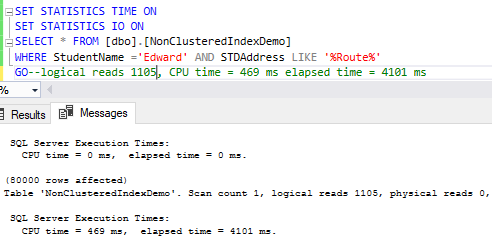 SET STATISTICS TIME ON
SET STATISTICS IO ON
SELECT * FROM [dbo].[NonClusteredIndexDemo]
WHERE StudentName ='Edward' AND STDAddress LIKE '%Route%'
GO--logical reads 1105, CPU time = 469 ms elapsed time = 4101 ms
%
Results Messages
SQL Server Execution Times:
CPU time = 0 ms, elapsed time = 0 ms.
(80000 rows affected)
Table 'NonClusteredIndexDemo'. Scan count 1, logical reads 1105, physical reads 0,
SQL Server Execution Times:
CPU time = 469 ms, elapsed time = 4101 ms.